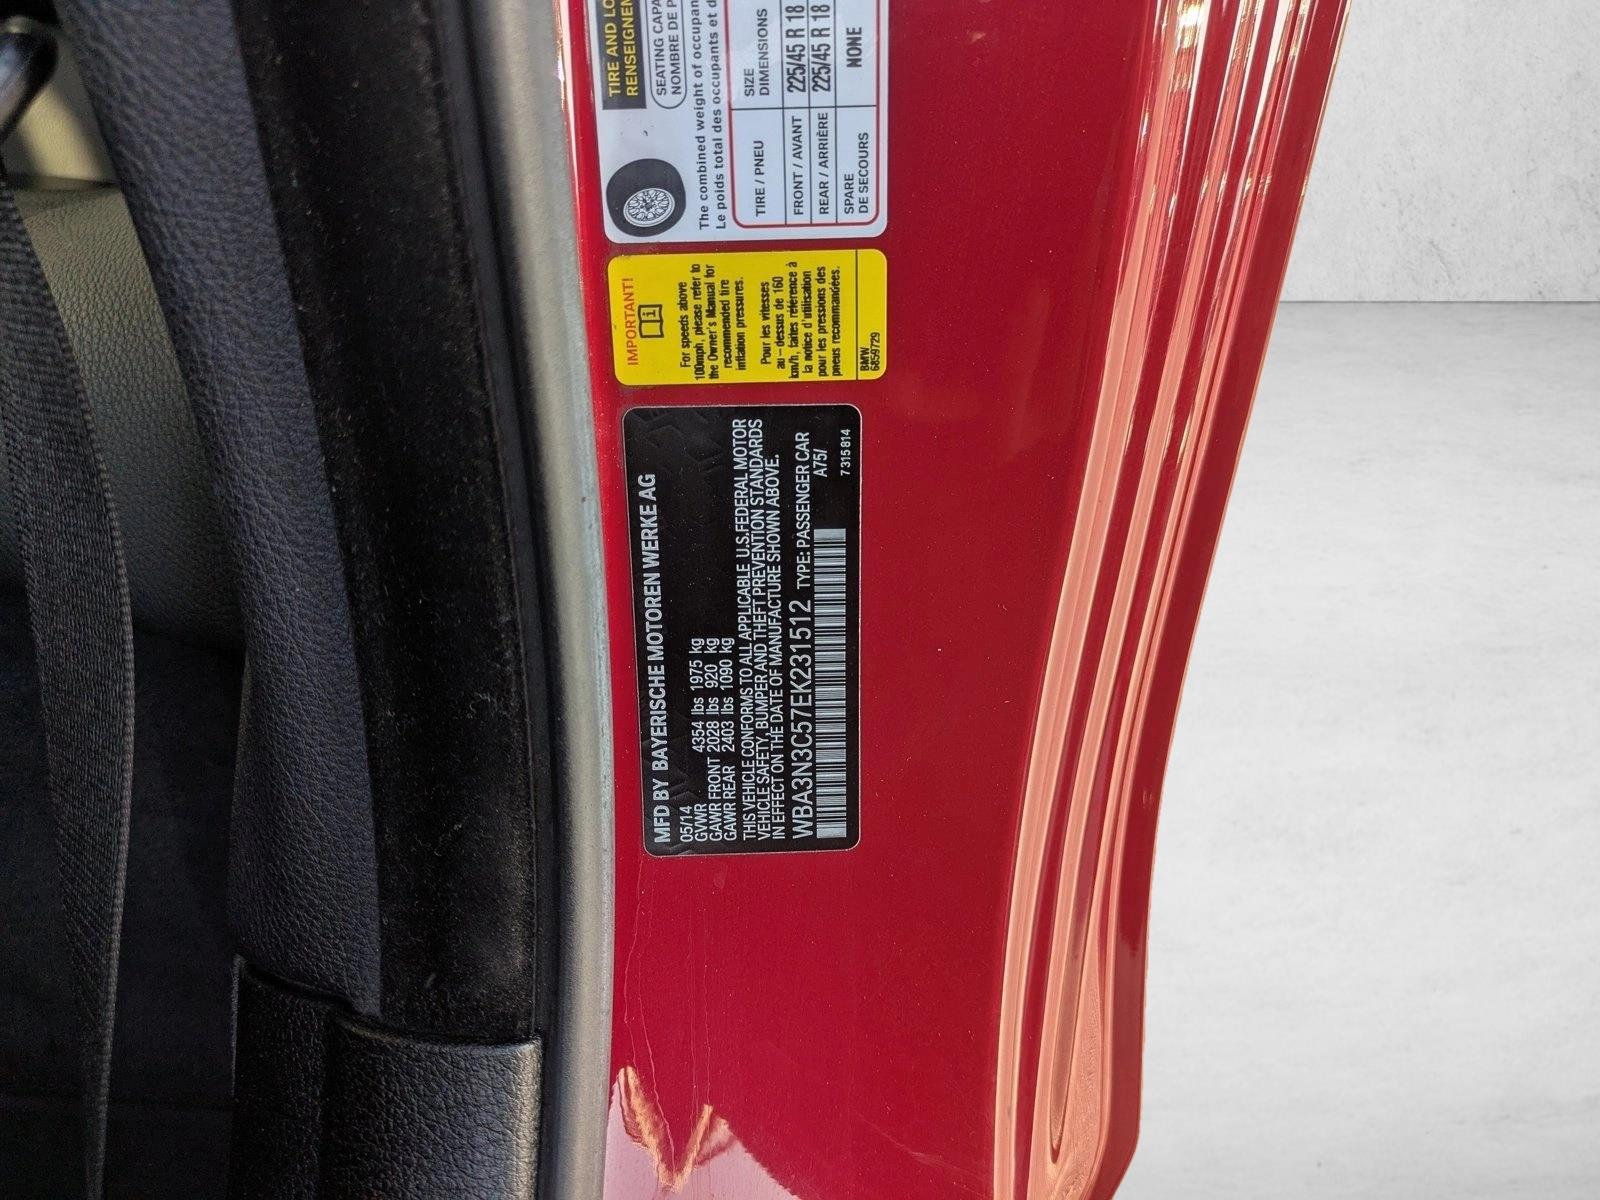 TIRE AND LO
RENSEIGNEM
SEATING CAPA
NOMBRE DE P
The combined weight of occupan
Le poids total des occupants et d
TIRE / PNEU SIZE DIMENSIONS
FRONT / AVANT 225/45 R 18
REAR / ARRIÈRE 225/45 R 18
SPARE DE SECOURS NONE
IMPORTANT!
For speeds above
100mph, please refer to
the Owner's Manual for
recommended tire
inflation pressures.
Pour les vitesses
au - dessus de 160
km/h, faites référence à
la notice d'utilisation
pour les pressions des
pneus recommandées.
BMW
6859729
MFD BY BAYERISCHE MOTOREN WERKE AG
05/14
GVWR 4354 lbs 1975 kg
GAWR FRONT 2028 lbs 920 kg
GAWR REAR 2403 lbs 1090 kg
THIS VEHICLE CONFORMS TO ALL APPLICABLE U.S.FEDERAL MOTOR
VEHICLE SAFETY, BUMPER AND THEFT PREVENTION STANDARDS
IN EFFECT ON THE DATE OF MANUFACTURE SHOWN ABOVE.
WBA3N3C57EK231512 TYPE: PASSENGER CAR
A75/
7315814